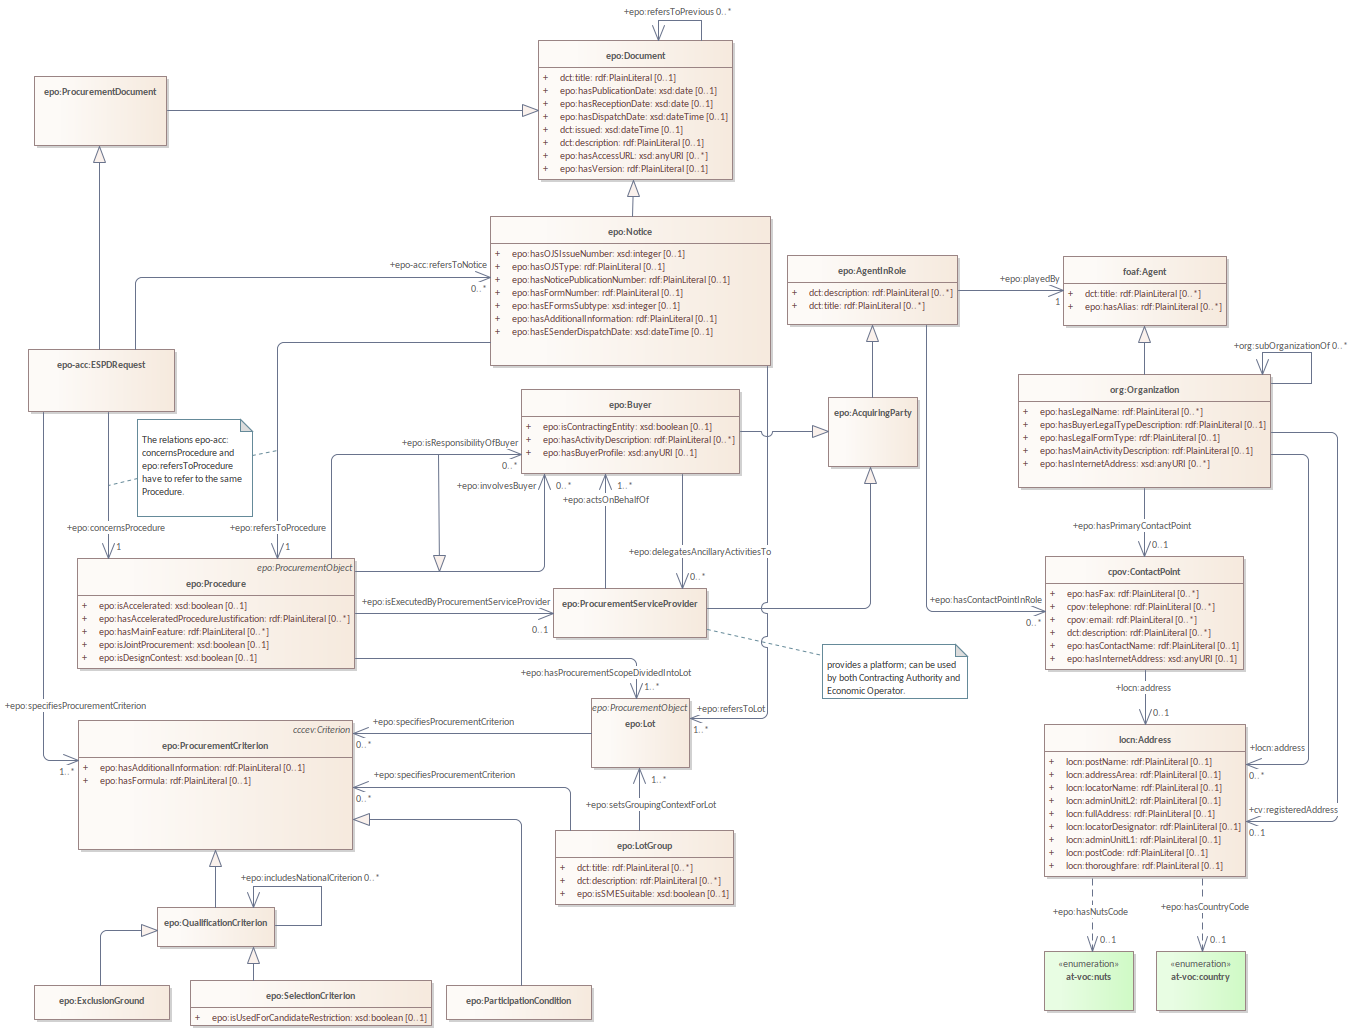 +epo:refersToPrevious 0..*
epo:Document
+ dct:title: rdf:PlainLiteral [0..1]
+ epo:hasPublicationDate: xsd:date [0..1]
+ epo:hasReceptionDate: xsd:date [0..1]
+ epo:hasDispatchDate: xsd:dateTime [0..1]
+ dct:issued: xsd:dateTime [0..1]
+ dct:description: rdf:PlainLiteral [0..1]
+ epo:hasAccessURL: xsd:anyURI [0..*]
+ epo:hasVersion: rdf:PlainLiteral [0..1]
epo:ProcurementDocument
epo:Notice
+ epo:hasOJSIssueNumber: xsd:integer [0..1]
+ epo:hasOJSType: rdf:PlainLiteral [0..1]
+ epo:hasNoticePublicationNumber: rdf:PlainLiteral [0..1]
+ epo:hasFormNumber: rdf:PlainLiteral [0..1]
+ epo:hasEFormsSubtype: xsd:integer [0..1]
+ epo:hasAdditionalInformation: rdf:PlainLiteral [0..1]
+ epo:hasESenderDispatchDate: xsd:dateTime [0..1]
+epo-acc:refersToNotice
0..*
epo:AgentInRole
+ dct:description: rdf:PlainLiteral [0..*]
+ dct:title: rdf:PlainLiteral [0..*]
+epo:playedBy
1
foaf:Agent
+ dct:title: rdf:PlainLiteral [0..*]
+ epo:hasAlias: rdf:PlainLiteral [0..*]
+org:subOrganizationOf 0..*
epo-acc:ESPDRequest
org:Organization
+ epo:hasLegalName: rdf:PlainLiteral [0..*]
+ epo:hasBuyerLegalTypeDescription: rdf:PlainLiteral [0..1]
+ epo:hasLegalFormType: rdf:PlainLiteral [0..1]
+ epo:hasMainActivityDescription: rdf:PlainLiteral [0..1]
+ epo:hasInternetAddress: xsd:anyURI [0..*]
epo:Buyer
+ epo:isContractingEntity: xsd:boolean [0..1]
+ epo:hasActivityDescription: rdf:PlainLiteral [0..*]
+ epo:hasBuyerProfile: xsd:anyURI [0..1]
epo:AcquiringParty
The relations epo-acc:
concernsProcedure and
epo:refersToProcedure
have to refer to the same
Procedure.
+epo:isResponsibilityOfBuyer
0..*
+epo:involvesBuyer
0..*
1..*
+epo:actsOnBehalfOf
+epo:concernsProcedure
1
+epo:refersToProcedure
1
+epo:hasPrimaryContactPoint
0..1
+epo:delegatesAncillaryActivitiesTo
0..*
epo:ProcurementObject
epo:Procedure
+ epo:isAccelerated: xsd:boolean [0..1]
+ epo:hasAcceleratedProcedureJustification: rdf:PlainLiteral [0..*]
+ epo:hasMainFeature: rdf:PlainLiteral [0..*]
+ epo:isJointProcurement: xsd:boolean [0..1]
+ epo:isDesignContest: xsd:boolean [0..1]
+epo:isExecutedByProcurementServiceProvider
0..1
epo:ProcurementServiceProvider
+epo:hasContactPointInRole
0..*
cpov:ContactPoint
+ epo:hasFax: rdf:PlainLiteral [0..*]
+ cpov:telephone: rdf:PlainLiteral [0..*]
+ cpov:email: rdf:PlainLiteral [0..*]
+ dct:description: rdf:PlainLiteral [0..*]
+ epo:hasContactName: rdf:PlainLiteral [0..1]
+ epo:hasInternetAddress: xsd:anyURI [0..1]
provides a platform; can be used
by both Contracting Authority and
Economic Operator.
+epo:hasProcurementScopeDividedIntoLot
1..*
+locn:address
0..1
+epo:specifiesProcurementCriterion
1..*
epo:ProcurementObject
epo:Lot
+epo:refersToLot
1..*
cccev:Criterion
epo:ProcurementCriterion
+ epo:hasAdditionalInformation: rdf:PlainLiteral [0..1]
+ epo:hasFormula: rdf:PlainLiteral [0..1]
+epo:specifiesProcurementCriterion
0..*
+epo:specifiesProcurementCriterion
0..*
1..*
+epo:setsGroupingContextForLot
locn:Address
+ locn:postName: rdf:PlainLiteral [0..1]
+ locn:addressArea: rdf:PlainLiteral [0..1]
+ locn:locatorName: rdf:PlainLiteral [0..1]
+ locn:adminUnitL2: rdf:PlainLiteral [0..1]
+ locn:fullAddress: rdf:PlainLiteral [0..1]
+ locn:locatorDesignator: rdf:PlainLiteral [0..1]
+ locn:adminUnitL1: rdf:PlainLiteral [0..1]
+ locn:postCode: rdf:PlainLiteral [0..1]
+ locn:thoroughfare: rdf:PlainLiteral [0..1]
+locn:address
0..*
+cv:registeredAddress
0..1
epo:LotGroup
+ dct:title: rdf:PlainLiteral [0..*]
+ dct:description: rdf:PlainLiteral [0..*]
+ epo:isSMESuitable: xsd:boolean [0..1]
+epo:includesNationalCriterion 0..*
epo:QualificationCriterion
+epo:hasNutsCode
0..1
+epo:hasCountryCode
0..1
«enumeration»
at-voc:nuts
«enumeration»
at-voc:country
epo:ExclusionGround
epo:SelectionCriterion
+ epo:isUsedForCandidateRestriction: xsd:boolean [0..1]
epo:ParticipationCondition